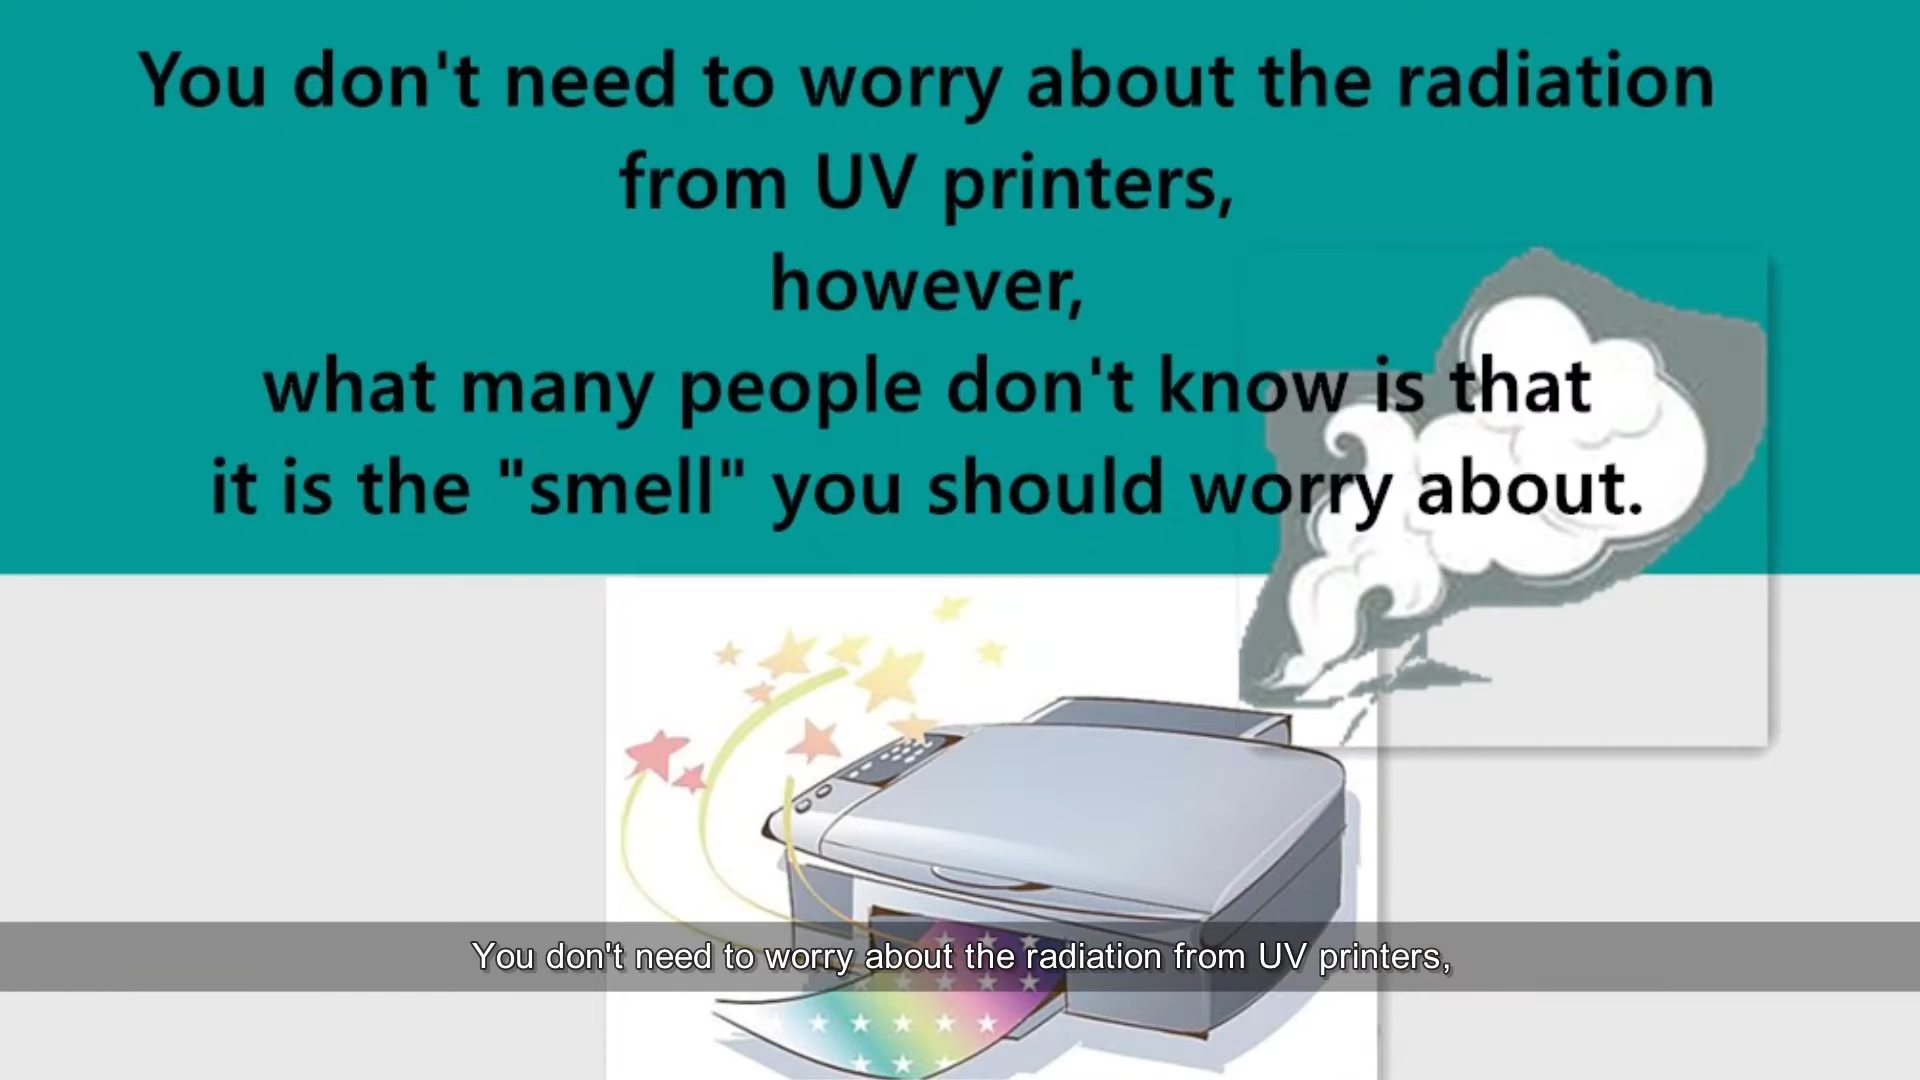 You don't need to worry about the radiation
from UV printers,
however,
what many people don't know is that
it is the "smell" you should worry about.
You don't need to worry about the radiation from UV printers,